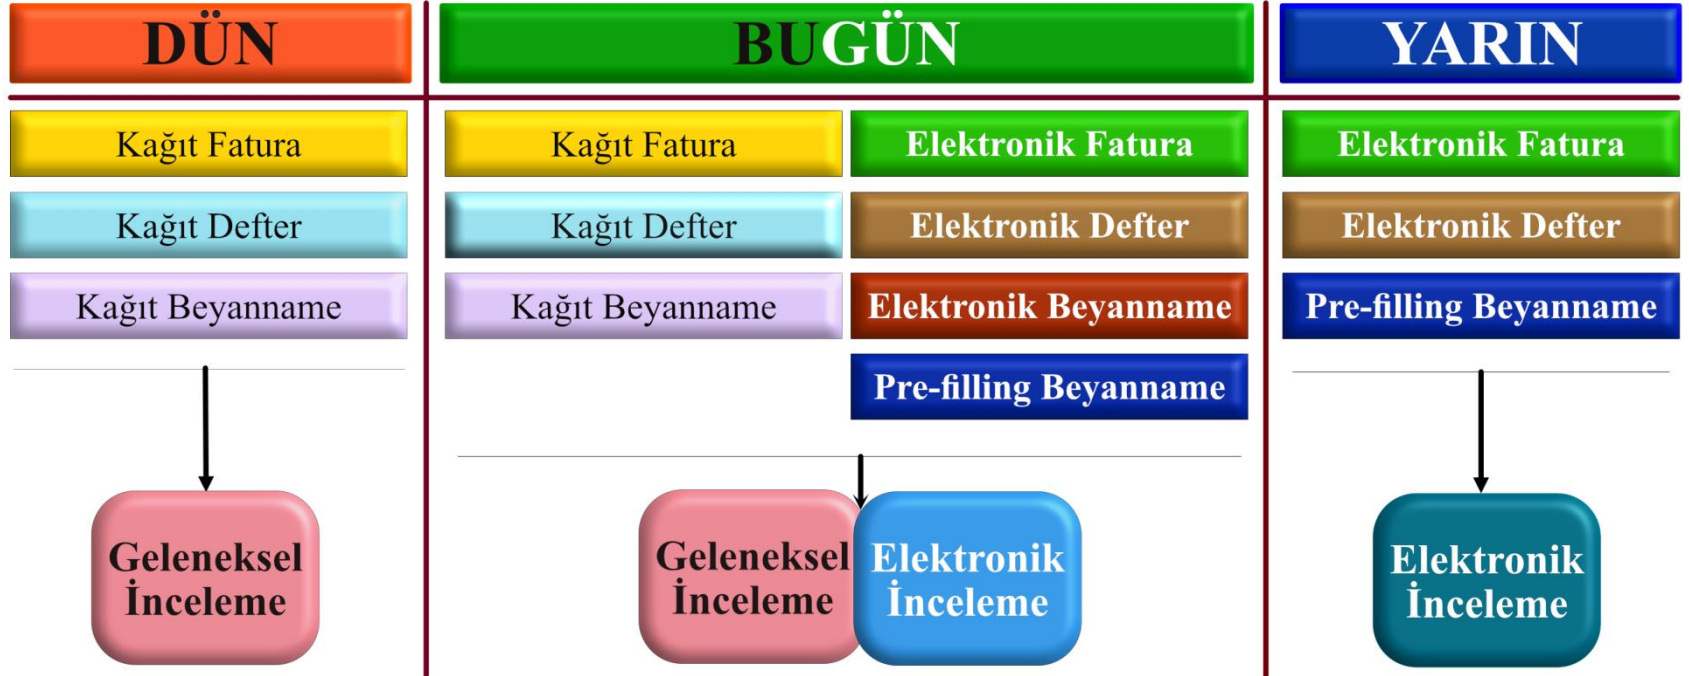 DÜN
Kağıt Fatura
Kağıt Defter
Kağıt Beyanname
Geleneksel
İnceleme
BUGÜN
Kağıt Fatura
Kağıt Defter
Kağıt Beyanname
Elektronik Fatura
Elektronik Defter
Elektronik Beyanname
Pre-filling Beyanname
Geleneksel
İnceleme
Elektronik
İnceleme
YARIN
Elektronik Fatura
Elektronik Defter
Pre-filling Beyanname
Elektronik
İnceleme